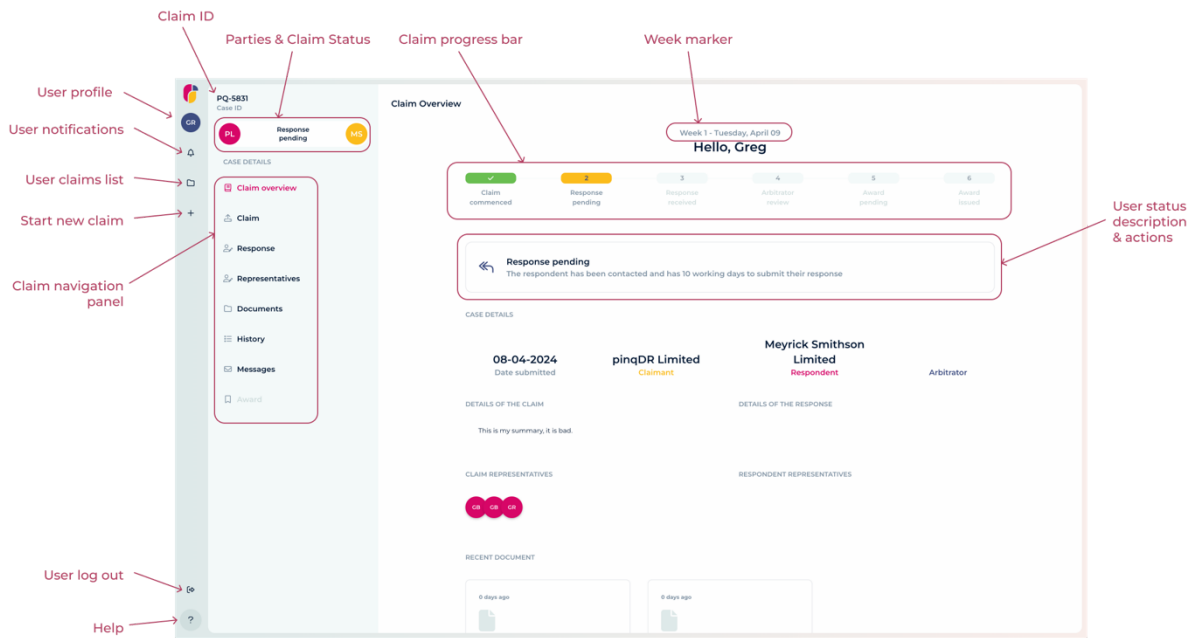 Claim ID
Parties & Claim Status
Claim progress bar
Week marker
User profile
User notifications
User claims list
Start new claim
Claim navigation
panel
User log out
Help
User status
description
& actions
GR
?
PQ-5831
Case ID
PL
Response
pending
MS
CASE DETAILS
Claim overview
Claim
Response
Representatives
Documents
History
Messages
Award
Claim Overview
Week 1 - Tuesday, April 09
Hello, Greg
2
3
4
5
6
Claim
commenced
Response
pending
Response
received
Arbitrator
review
Award
pending
Award
issued
Response pending
The respondent has been contacted and has 10 working days to submit their response
CASE DETAILS
08-04-2024
Date submitted
pinqDR Limited
Claimant
Meyrick Smithson
Limited
Respondent
Arbitrator
DETAILS OF THE CLAIM
DETAILS OF THE RESPONSE
This is my summary, it is bad.
CLAIM REPRESENTATIVES
RESPONDENT REPRESENTATIVES
GB GB GR
RECENT DOCUMENT
0 days ago
0 days ago